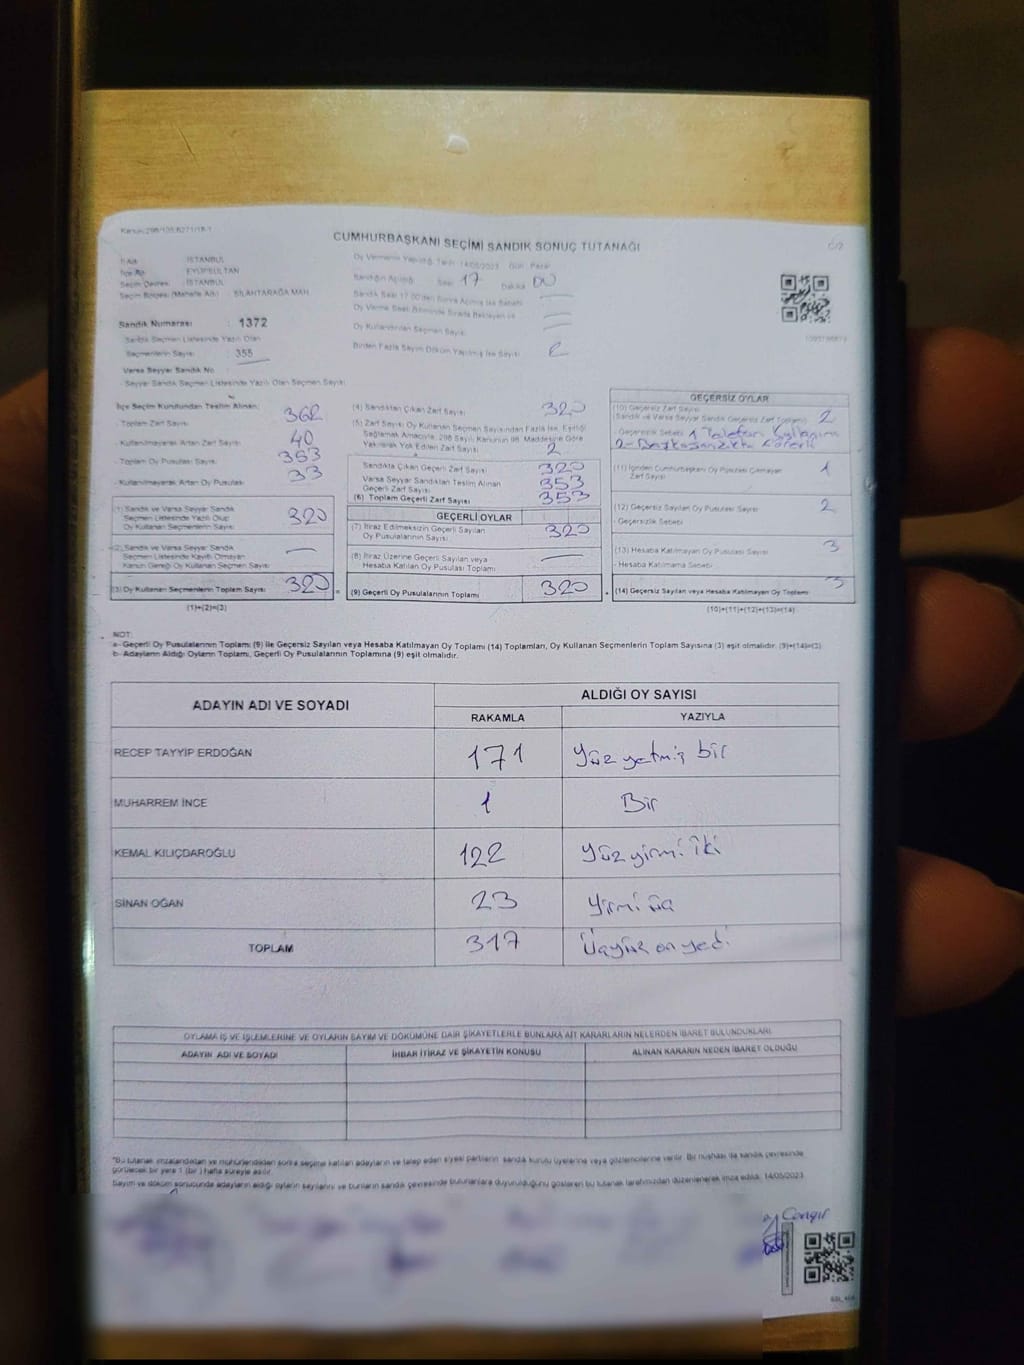 Kanun:298/105;6271/18-1
CUMHURBAŞKANI SEÇİMİ SANDIK SONUÇ TUTANAĞI
C/2
İl Adı : İSTANBUL
İlçe Adı : EYÜPSULTAN
Seçim Çevresi : İSTANBUL
Seçim Bölgesi (Mahalle Adı) : SİLAHTARAĞA MAH.
Sandık Numarası : 1372
Sandık Seçmen Listesinde Yazılı Olan
Seçmenlerin Sayısı : 355
Varsa Seyyar Sandık No
Seyyar Sandık Seçmen Listesinde Yazılı Olan Seçmen Sayısı
Oy Vermenin Yapıldığı Tarih: 14/05/2023 Gün: Pazar
Sandığın Açıldığı Saat: 17 Dakika 00
Sandık Saat 17.00'den Sonra Açılmış İse Sebebi
Oy Verme Saati Bitiminde Sırada Bekleyen ve
Oy Kullandırılan Seçmen Sayısı
Birden Fazla Sayım Döküm Yapılmış İse Sayısı
İlçe Seçim Kurulundan Teslim Alınan:
- Toplam Zarf Sayısı 362
- Kullanılmayarak Artan Zarf Sayısı 40
- Toplam Oy Pusulası Sayısı 353
- Kullanılmayarak Artan Oy Pusulası 33
(1) Sandık ve Varsa Seyyar Sandık
Seçmen Listesinde Yazılı Olup
Oy Kullanan Seçmenlerin Sayısı 320
(2) Sandık ve Varsa Seyyar Sandık
Seçmen Listesinde Kayıtlı Olmayan
Kanun Gereği Oy Kullanan Seçmen Sayısı
(3) Oy Kullanan Seçmenlerin Toplam Sayısı 320
(1)+(2)=(3)
(4) Sandıktan Çıkan Zarf Sayısı 320
(5) Zarf Sayısı Oy Kullanan Seçmen Sayısından Fazla ise, Eşitliği
Sağlamak Amacıyla, 298 Sayılı Kanunun 98. Maddesine Göre
Yakılarak Yok Edilen Zarf Sayısı 2
Sandıkta Çıkan Geçerli Zarf Sayısı 320
Varsa Seyyar Sandıktan Teslim Alınan
Geçerli Zarf Sayısı 353
(6) Toplam Geçerli Zarf Sayısı 353
GEÇERLİ OYLAR
(7) İtiraz Edilmeksizin Geçerli Sayılan
Oy Pusulalarının Sayısı 320
(8) İtiraz Üzerine Geçerli Sayılan veya
Hesaba Katılan Oy Pusulası Toplamı
(9) Geçerli Oy Pusulalarının Toplamı 320
GEÇERSİZ OYLAR
(10) Geçersiz Zarf Sayısı
(Sandık ve Varsa Seyyar Sandık Geçersiz Zarf Toplamı) 2
- Geçersizlik Sebebi
(11) İçinden Cumhurbaşkanı Oy Pusulası Çıkmayan
Zarf Sayısı 1
(12) Geçersiz Sayılan Oy Pusulası Sayısı 2
- Geçersizlik Sebebi
(13) Hesaba Katılmayan Oy Pusulası Sayısı 3
- Hesaba Katılmama Sebebi
(14) Geçersiz Sayılan veya Hesaba Katılmayan Oy Toplamı 3
(10)+(11)+(12)+(13)=(14)
NOT:
a- Geçerli Oy Pusulalarının Toplamı (9) ile Geçersiz Sayılan veya Hesaba Katılmayan Oy Toplamı (14) Toplamları, Oy Kullanan Seçmenlerin Toplam Sayısına (3) eşit olmalıdır. (9)+(14)=(3)
b- Adayların Aldığı Oyların Toplamı, Geçerli Oy Pusulalarının Toplamına (9) eşit olmalıdır.
ADAYIN ADI VE SOYADI
ALDIĞI OY SAYISI
RAKAMLA YAZIYLA
RECEP TAYYİP ERDOĞAN 171 Yüz yetmiş bir
MUHARREM İNCE 1 Bir
KEMAL KILIÇDAROĞLU 122 Yüz yirmi iki
SİNAN OĞAN 23 Yirmi üç
TOPLAM 317 Üçyüz on yedi
OYLAMA İŞ VE İŞLEMLERİNE VE OYLARIN SAYIM VE DÖKÜMÜNE DAİR ŞİKAYETLERLE BUNLARA AİT KARARLARIN NELERDEN İBARET BULUNDUKLARI
ADAYIN ADI VE SOYADI İHBAR İTİRAZ VE ŞİKAYETİN KONUSU ALINAN KARARIN NEDEN İBARET OLDUĞU
*Bu tutanak imzalandıktan ve mühürlendikten sonra seçime katılan adayların ve talep eden siyasi partilerin sandık kurulu üyelerine veya gözlemcilerine verilir. Bir nüshası da sandık çevresinde
görülecek bir yere 1 (bir) hafta süreyle asılır.
Sayım ve döküm sonucunda adayların aldığı oyların sayılarını ve bunların sandık çevresinde bulunanlara duyurulduğunu gösteren bu tutanak tarafımızdan düzenlenerek imza edildi. 14/05/2023